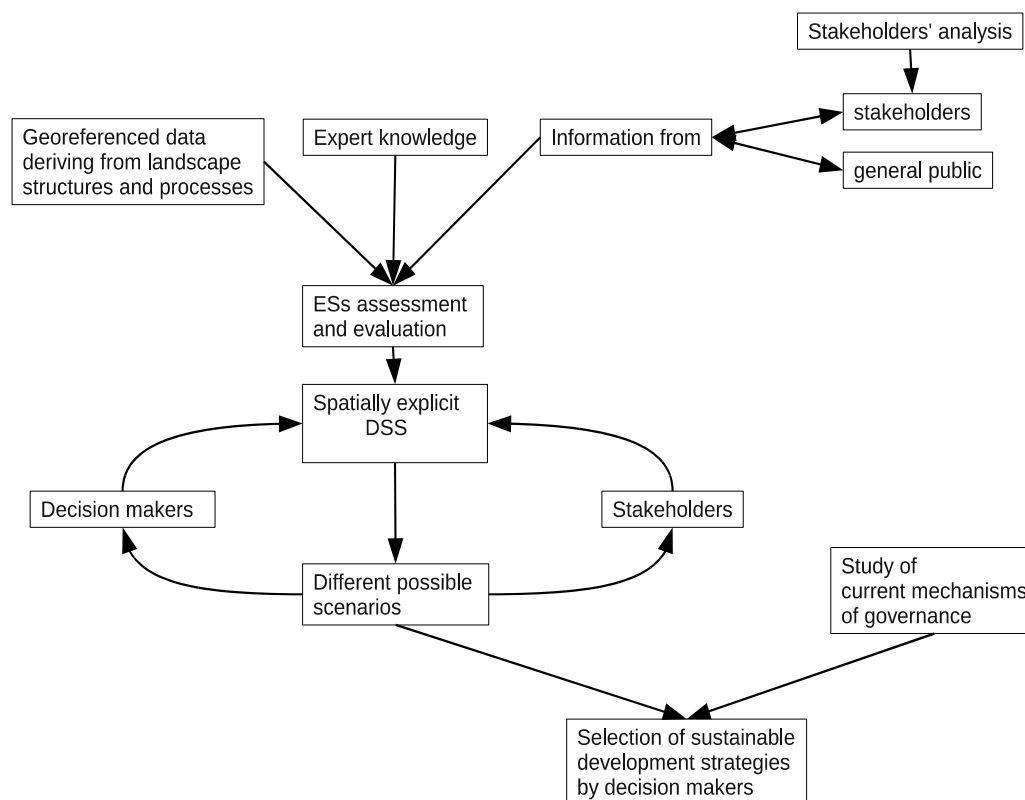 Stakeholders' analysis
stakeholders
general public
Information from
Expert knowledge
Georeferenced data
deriving from landscape
structures and processes
ESs assessment
and evaluation
Spatially explicit
DSS
Decision makers
Stakeholders
Different possible
scenarios
Study of
current mechanisms
of governance
Selection of sustainable
development strategies
by decision makers